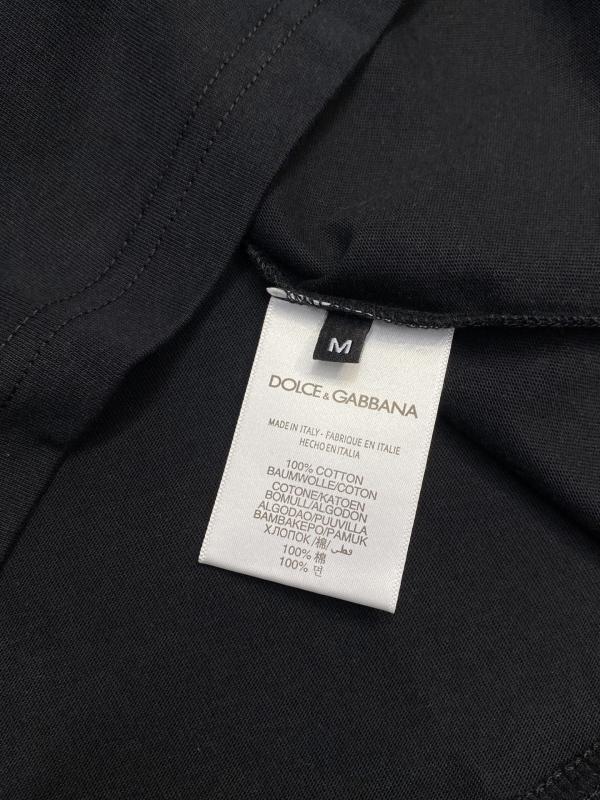 M
DOLCE & GABBANA
MADE IN ITALY - FABRIQUE EN ITALIE
HECHO EN ITALIA
100% COTTON
BAUMWOLLE/COTON
COTONE/KATOEN
BOMULL/ALGODON
ALGODAO/PUUVILLA
BAMBAKEPO/PAMUK
ХЛОПОК/棉/قطن
100% 棉
100% 면